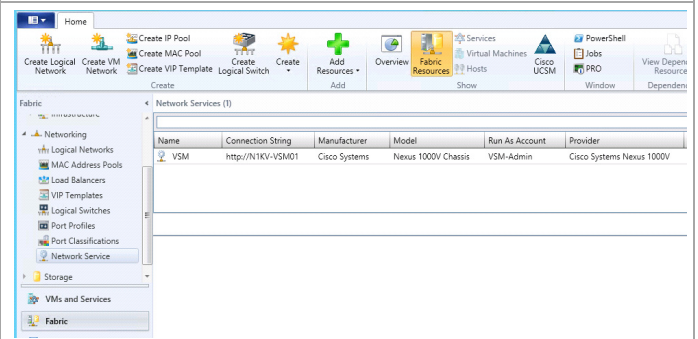 Home
Create Logical Network
Create VM Network
Create IP Pool
Create MAC Pool
Create VIP Template
Create Logical Switch
Create
Create
Add Resources
Add
Overview
Fabric Resources
Services
Virtual Machines
Hosts
Cisco UCSM
Show
PowerShell
Jobs
PRO
Window
View Depen
Resource
Dependen
Fabric
Networking
Logical Networks
MAC Address Pools
Load Balancers
VIP Templates
Logical Switches
Port Profiles
Port Classifications
Network Service
Storage
VMs and Services
Fabric
Network Services (1)
Name Connection String Manufacturer Model Run As Account Provider
VSM http://N1KV-VSM01 Cisco Systems Nexus 1000V Chassis VSM-Admin Cisco Systems Nexus 1000V